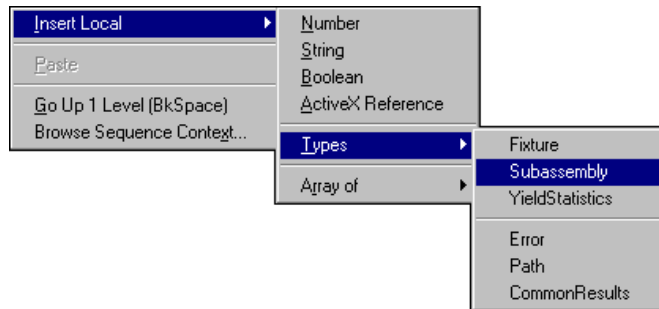 Insert Local
Paste
Go Up 1 Level (BkSpace)
Browse Sequence Context...
Number
String
Boolean
ActiveX Reference
Types
Array of
Fixture
Subassembly
YieldStatistics
Error
Path
CommonResults